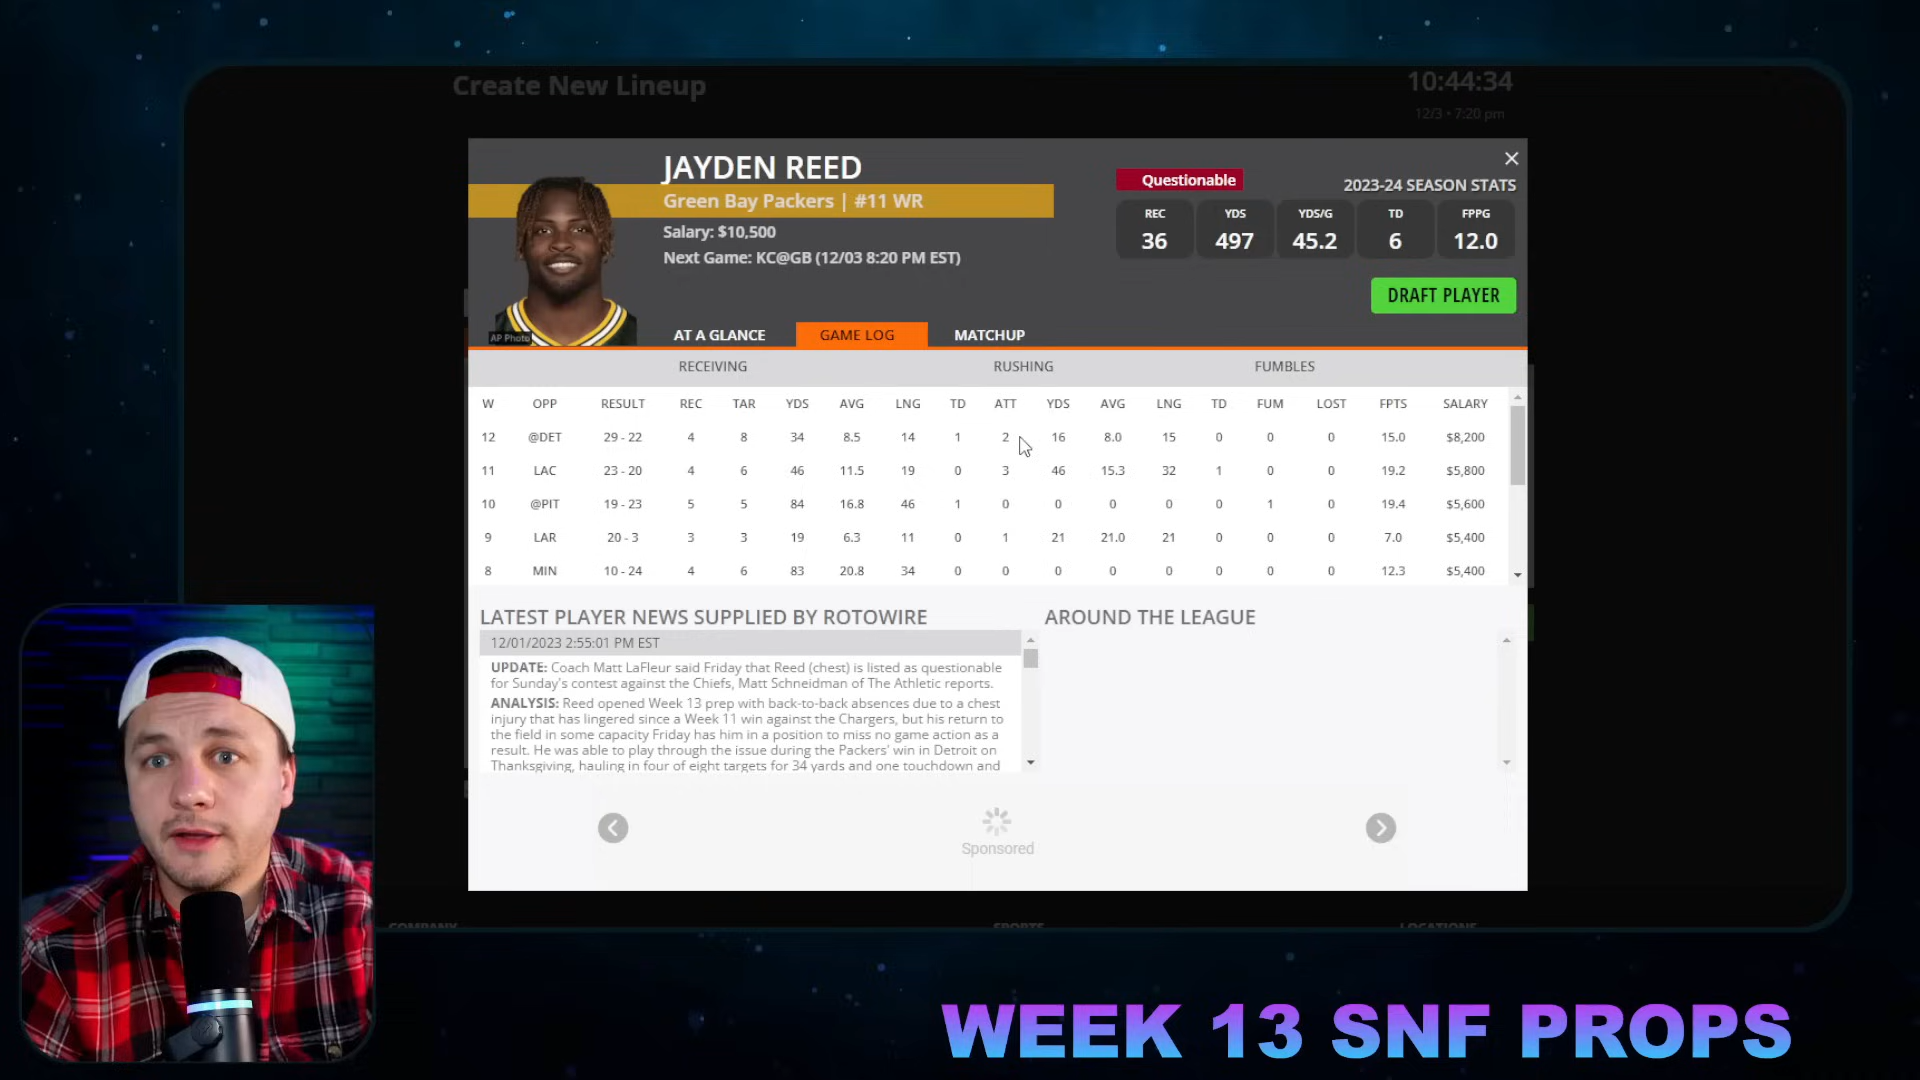 Create New Lineup
10:44:34
12/3 • 7:20 pm
JAYDEN REED
Green Bay Packers | #11 WR
Salary: $10,500
Next Game: KC@GB (12/03 8:20 PM EST)
Questionable
2023-24 SEASON STATS
REC YDS YDS/G TD FPPG
36 497 45.2 6 12.0
DRAFT PLAYER
AP Photo
AT A GLANCE GAME LOG MATCHUP
RECEIVING RUSHING FUMBLES
W OPP RESULT REC TAR YDS AVG LNG TD ATT YDS AVG LNG TD FUM LOST FPTS SALARY
12 @DET 29 - 22 4 8 34 8.5 14 1 2 16 8.0 15 0 0 0 15.0 $8,200
11 LAC 23 - 20 4 6 46 11.5 19 0 3 46 15.3 32 1 0 0 19.2 $5,800
10 @PIT 19 - 23 5 5 84 16.8 46 1 0 0 0 0 0 1 0 19.4 $5,600
9 LAR 20 - 3 3 3 19 6.3 11 0 1 21 21.0 21 0 0 0 7.0 $5,400
8 MIN 10 - 24 4 6 83 20.8 34 0 0 0 0 0 0 0 0 12.3 $5,400
LATEST PLAYER NEWS SUPPLIED BY ROTOWIRE
12/01/2023 2:55:01 PM EST
UPDATE: Coach Matt LaFleur said Friday that Reed (chest) is listed as questionable
for Sunday's contest against the Chiefs, Matt Schneidman of The Athletic reports.
ANALYSIS: Reed opened Week 13 prep with back-to-back absences due to a chest
injury that has lingered since a Week 11 win against the Chargers, but his return to
the field in some capacity Friday has him in a position to miss no game action as a
result. He was able to play through the issue during the Packers' win in Detroit on
Thanksgiving, hauling in four of eight targets for 34 yards and one touchdown and
AROUND THE LEAGUE
Sponsored
COMPANY SPORTS LOCATIONS
WEEK 13 SNF PROPS